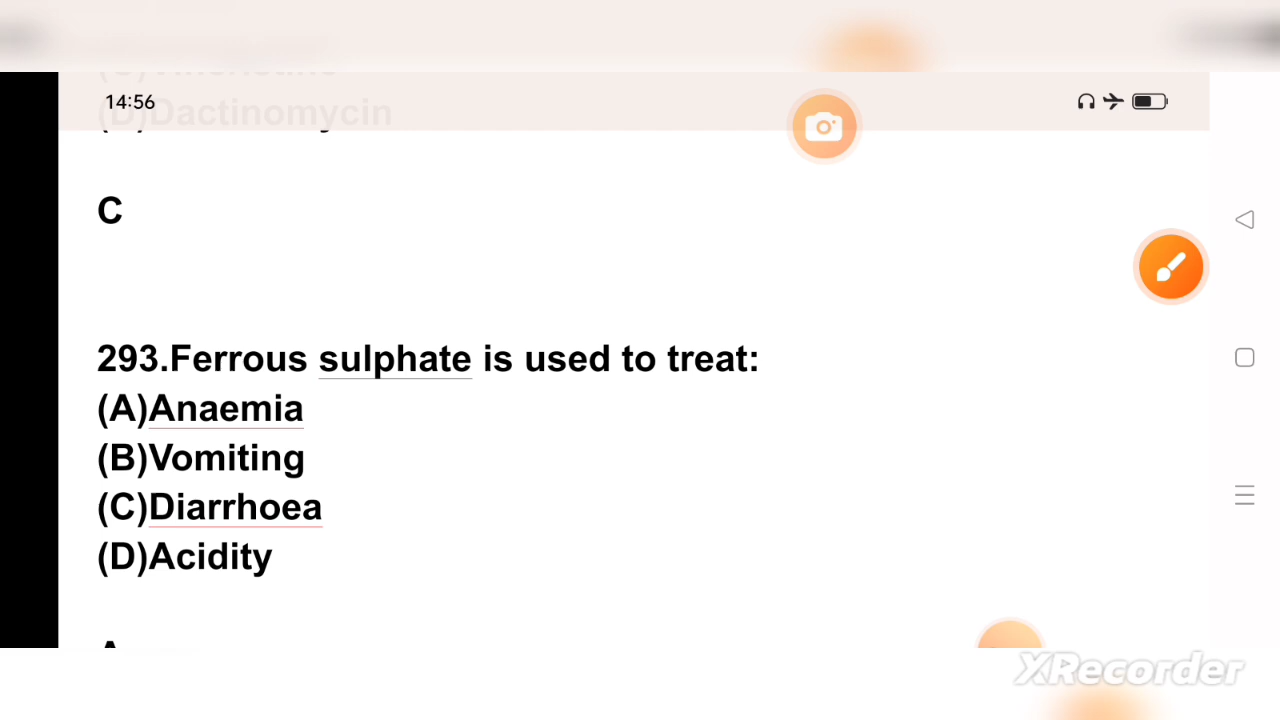 14:56
(D)Dactinomycin
C
293.Ferrous sulphate is used to treat:
(A)Anaemia
(B)Vomiting
(C)Diarrhoea
(D)Acidity
XRecorder